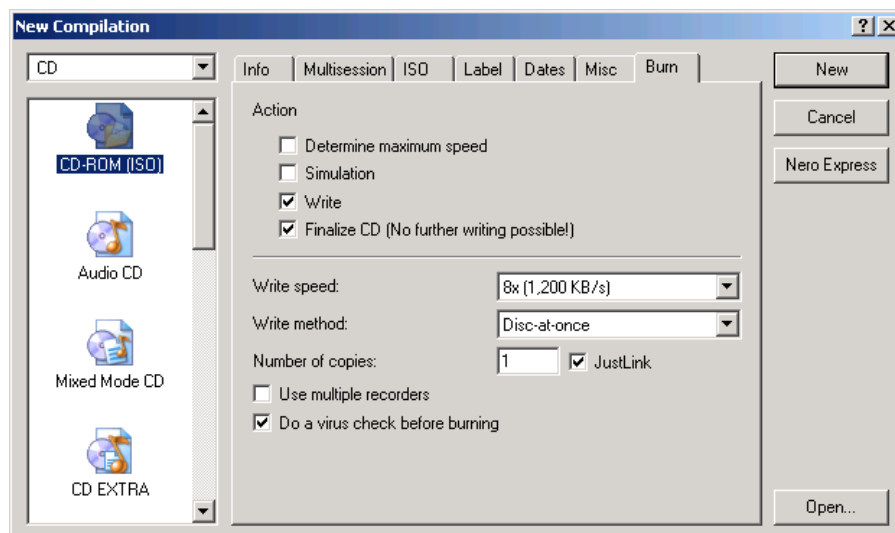 New Compilation
CD
CD-ROM (ISO)
Audio CD
Mixed Mode CD
CD EXTRA
Info Multisession ISO Label Dates Misc Burn
Action
Determine maximum speed
Simulation
Write
Finalize CD (No further writing possible!)
Write speed: 8x (1,200 KB/s)
Write method: Disc-at-once
Number of copies: 1 JustLink
Use multiple recorders
Do a virus check before burning
New
Cancel
Nero Express
Open...